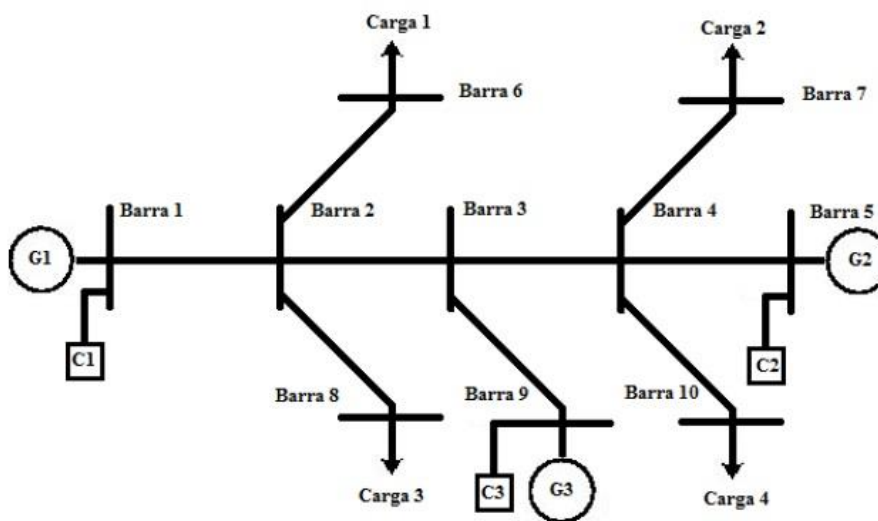 Carga 1
Carga 2
Barra 6
Barra 7
Barra 1
Barra 2
Barra 3
Barra 4
Barra 5
G1
G2
C1
C2
Barra 8
Barra 9
Barra 10
C3
G3
Carga 3
Carga 4